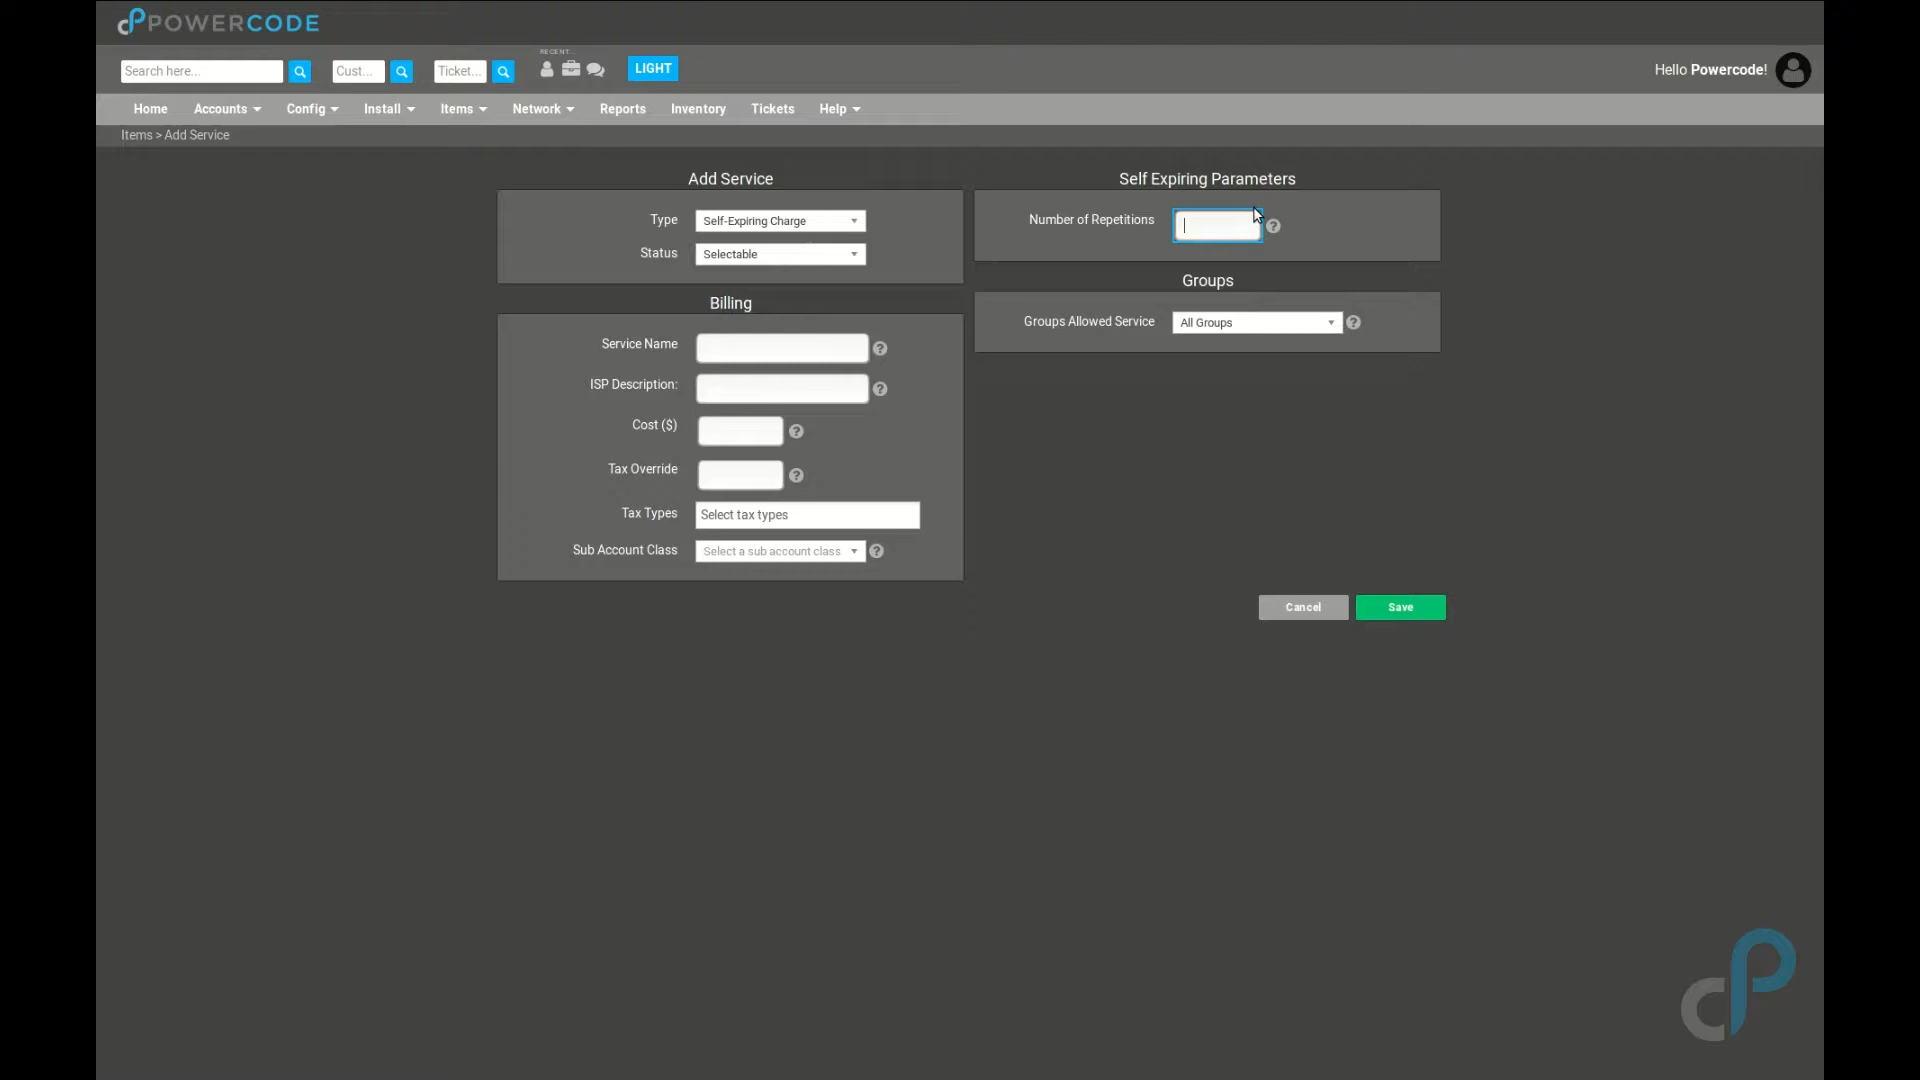 POWERCODE
Search here... Cust... Ticket... RECENT... LIGHT Hello Powercode!
Home Accounts Config Install Items Network Reports Inventory Tickets Help
Items > Add Service
Add Service
Type Self-Expiring Charge
Status Selectable
Billing
Service Name
ISP Description:
Cost ($)
Tax Override
Tax Types Select tax types
Sub Account Class Select a sub account class
Self Expiring Parameters
Number of Repetitions
Groups
Groups Allowed Service All Groups
Cancel Save